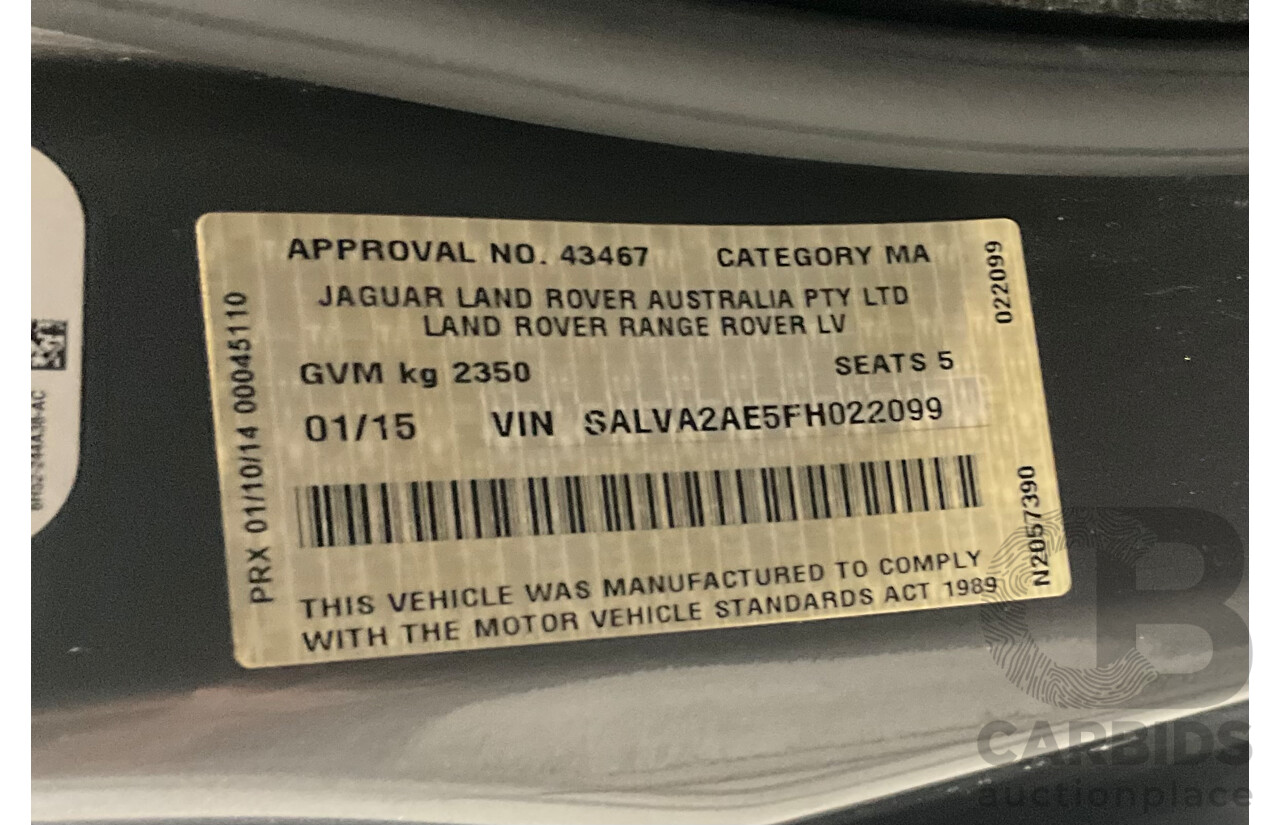 APPROVAL NO. 43467 CATEGORY MA
JAGUAR LAND ROVER AUSTRALIA PTY LTD
LAND ROVER RANGE ROVER LV
GVM kg 2350 SEATS 5
01/15 VIN SALVA2AE5FH022099
THIS VEHICLE WAS MANUFACTURED TO COMPLY
WITH THE MOTOR VEHICLE STANDARDS ACT 1989
PRX 01/10/14 00045110
022099
N2057390
CB
CARBIDS
auctionplace